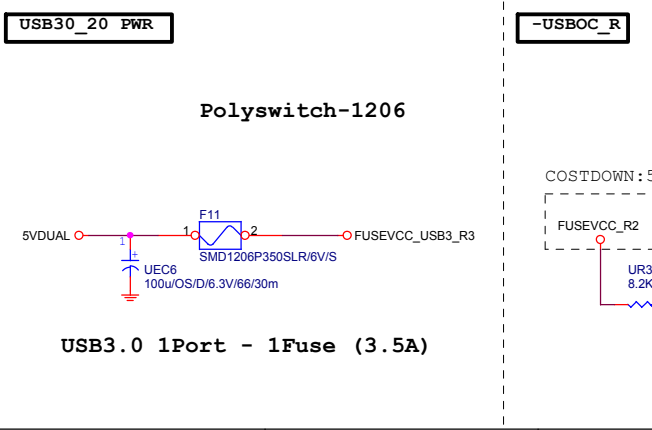 USB30_20 PWR
-USBOC_R
Polyswitch-1206
COSTDOWN:5
F11
5VDUAL
1
2
FUSEVCC_USB3_R3
FUSEVCC_R2
1
+
SMD1206P350SLR/6V/S
UEC6
100u/OS/D/6.3V/66/30m
UR3
8.2K
USB3.0 1Port - 1Fuse (3.5A)